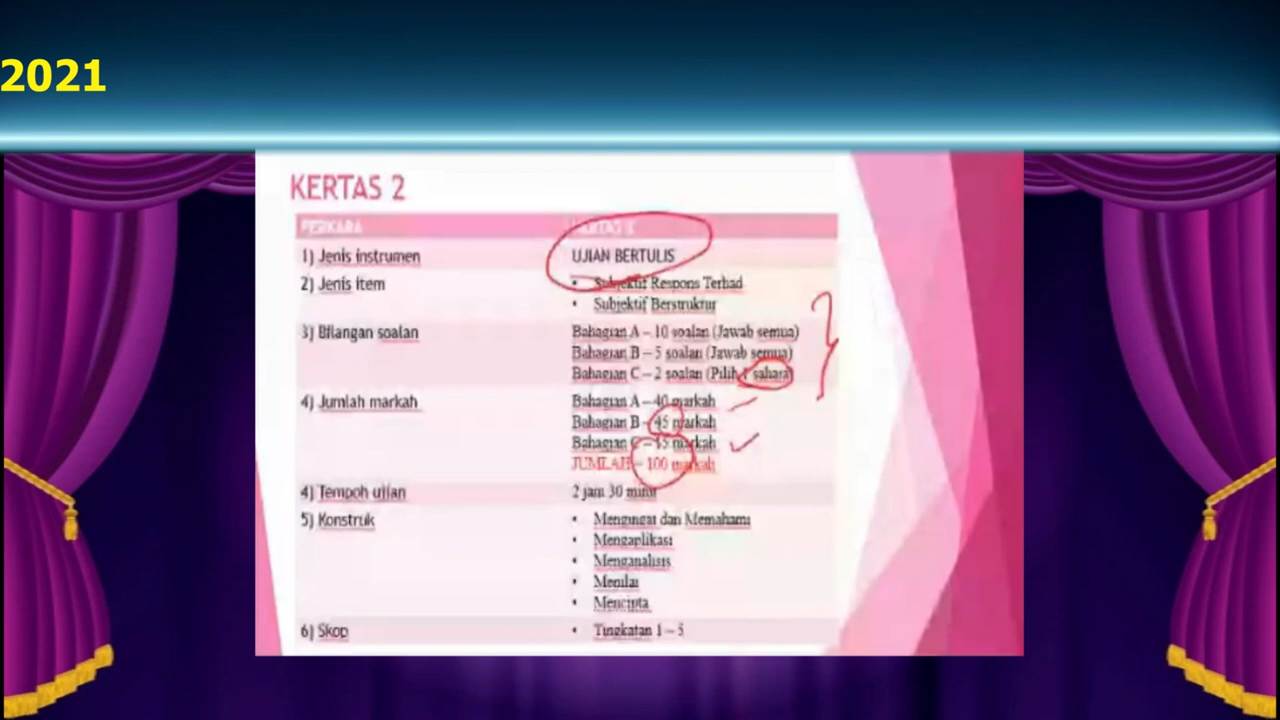 2021
KERTAS 2
PERKARA KERTAS 2
1) Jenis instrumen UJIAN BERTULIS
2) Jenis item • Subjektif Respons Terhad
• Subjektif Berstruktur
3) Bilangan soalan Bahagian A – 10 soalan (Jawab semua)
Bahagian B – 5 soalan (Jawab semua)
Bahagian C – 2 soalan (Pilih 1 sahaja)
4) Jumlah markah Bahagian A – 40 markah
Bahagian B – 45 markah
Bahagian C – 15 markah
JUMLAH – 100 markah
4) Tempoh ujian 2 jam 30 minit
5) Konstruk • Mengingat dan Memahami
• Mengaplikasi
• Menganalisis
• Menilai
• Mencipta
6) Skop • Tingkatan 1 – 5